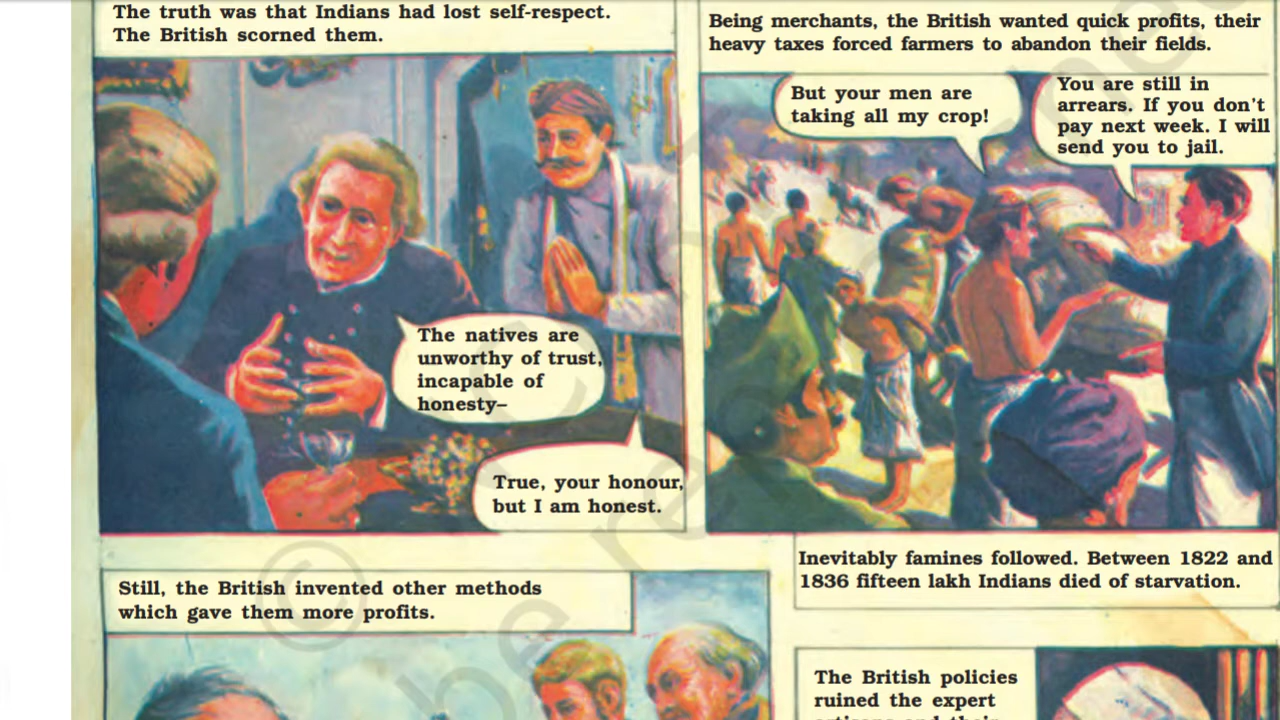 The truth was that Indians had lost self-respect.
The British scorned them.
The natives are
unworthy of trust,
incapable of
honesty–
True, your honour,
but I am honest.
Being merchants, the British wanted quick profits, their
heavy taxes forced farmers to abandon their fields.
But your men are
taking all my crop!
You are still in
arrears. If you don't
pay next week. I will
send you to jail.
Inevitably famines followed. Between 1822 and
1836 fifteen lakh Indians died of starvation.
Still, the British invented other methods
which gave them more profits.
The British policies
ruined the expert